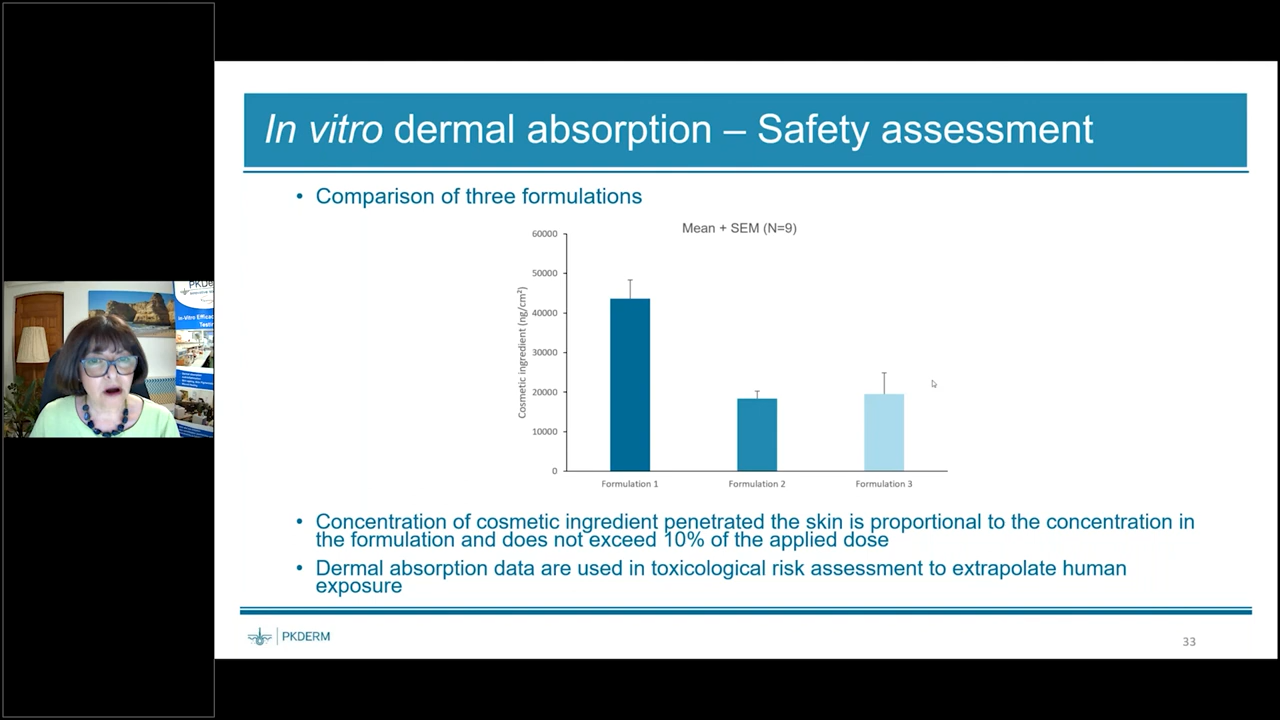 In vitro dermal absorption – Safety assessment
• Comparison of three formulations
Mean + SEM (N=9)
Cosmetic ingredient (ng/cm²)
60000
50000
40000
30000
20000
10000
0
Formulation 1
Formulation 2
Formulation 3
• Concentration of cosmetic ingredient penetrated the skin is proportional to the concentration in
the formulation and does not exceed 10% of the applied dose
• Dermal absorption data are used in toxicological risk assessment to extrapolate human
exposure
PKDERM
33